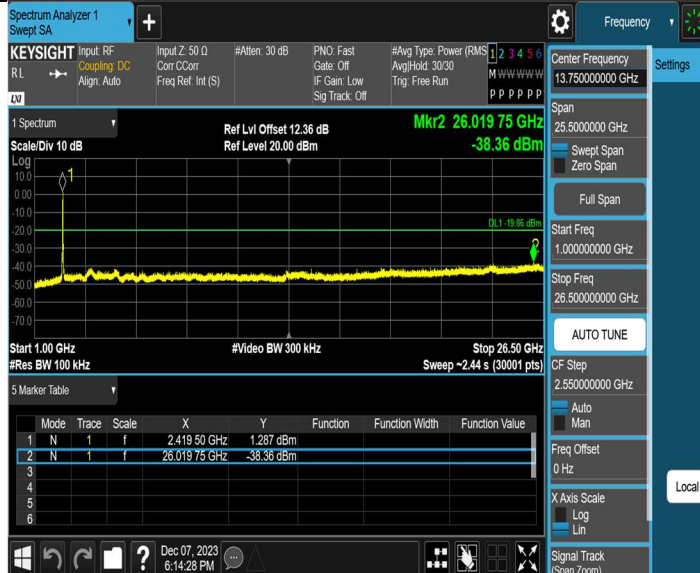 Spectrum Analyzer 1
Swept SA
Frequency
KEYSIGHT
RL
LXI
Input: RF
Coupling: DC
Align: Auto
Input Z: 50 Ω
Corr CCorr
Freq Ref: Int (S)
#Atten: 30 dB
PNO: Fast
Gate: Off
IF Gain: Low
Sig Track: Off
#Avg Type: Power (RMS
Avg|Hold: 30/30
Trig: Free Run
1 2 3 4 5 6
M W W W W W
P P P P P P
Center Frequency
13.750000000 GHz
Settings
Span
25.5000000 GHz
Swept Span
Zero Span
Full Span
Start Freq
1.000000000 GHz
Stop Freq
26.500000000 GHz
AUTO TUNE
CF Step
2.550000000 GHz
Auto
Man
Freq Offset
0 Hz
X Axis Scale
Log
Lin
Local
Signal Track
(Span Zoom)
1 Spectrum
Scale/Div 10 dB
Ref Lvl Offset 12.36 dB
Ref Level 20.00 dBm
Mkr2 26.019 75 GHz
-38.36 dBm
Log
10.0
0.00
-10.0
-20.0
-30.0
-40.0
-50.0
-60.0
-70.0
1
DL1 -19.86 dBm
2
Start 1.00 GHz
#Res BW 100 kHz
#Video BW 300 kHz
Stop 26.50 GHz
Sweep ~2.44 s (30001 pts)
5 Marker Table
Mode Trace Scale X Y Function Function Width Function Value
1 N 1 f 2.419 50 GHz 1.287 dBm
2 N 1 f 26.019 75 GHz -38.36 dBm
3
4
5
6
?
Dec 07, 2023
6:14:28 PM